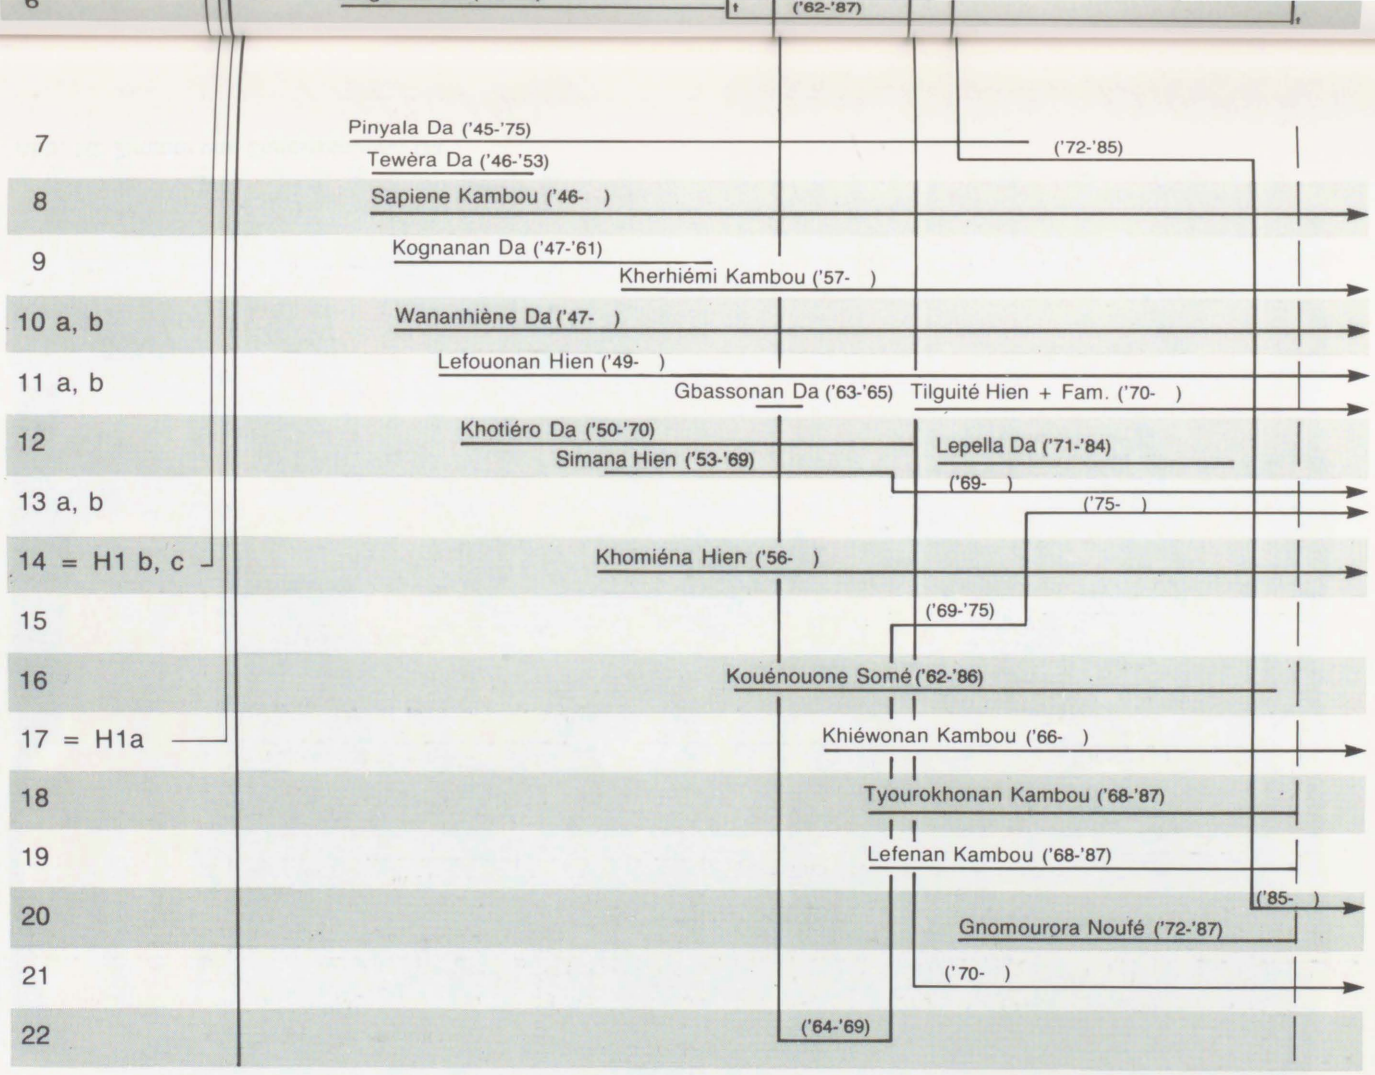 6
('62-'87)
7
Pinyala Da ('45-'75)
('72-'85)
Tewèra Da ('46-'53)
8
Sapiene Kambou ('46- )
9
Kognanan Da ('47-'61)
Kherhiémi Kambou ('57- )
10 a, b
Wananhiène Da ('47- )
Lefouonan Hien ('49- )
11 a, b
Gbassonan Da ('63-'65) Tilguité Hien + Fam. ('70- )
12
Khotiéro Da ('50-'70)
Lepella Da ('71-'84)
Simana Hien ('53-'69)
('69- )
13 a, b
('75- )
14 = H1 b, c
Khomiéna Hien ('56- )
15
('69-'75)
16
Kouénouone Somé ('62-'86)
17 = H1a
Khiéwonan Kambou ('66- )
18
Tyourokhonan Kambou ('68-'87)
19
Lefenan Kambou ('68-'87)
('85- )
20
Gnomourora Noufé ('72-'87)
21
('70- )
22
('64-'69)